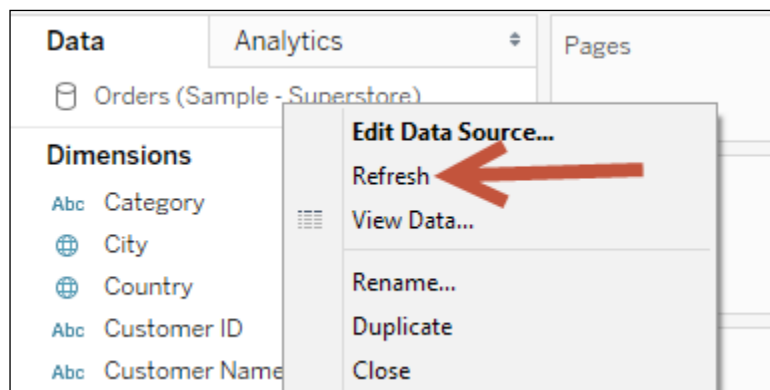 Data
Analytics
Pages
Orders (Sample - Superstore)
Edit Data Source...
Dimensions
Refresh
Abc Category
View Data...
City
Country
Rename...
Abc Customer ID
Duplicate
Abc Customer Name
Close